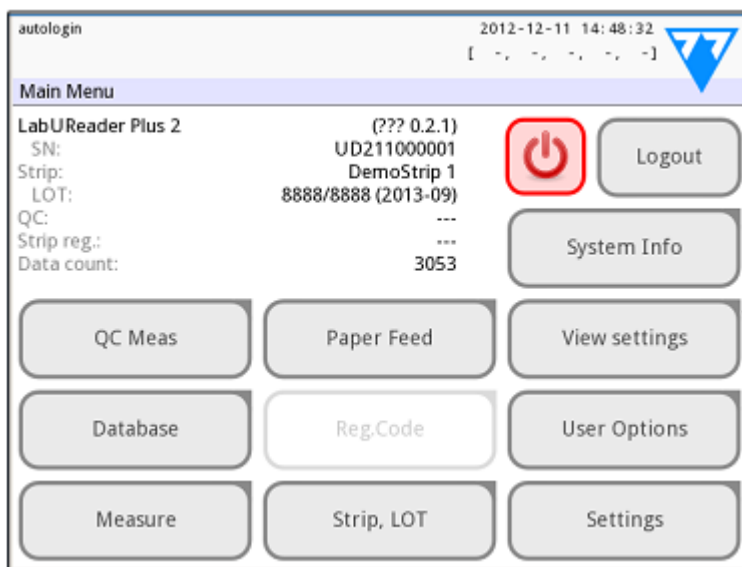 autologin 2012-12-11 14:48:32
[ -, -, -, -, -]
Main Menu
LabUReader Plus 2 (??? 0.2.1)
SN: UD211000001
Strip: DemoStrip 1
LOT: 8888/8888 (2013-09)
QC: ---
Strip reg.: ---
Data count: 3053
Logout
System Info
QC Meas Paper Feed View settings
Database Reg.Code User Options
Measure Strip, LOT Settings